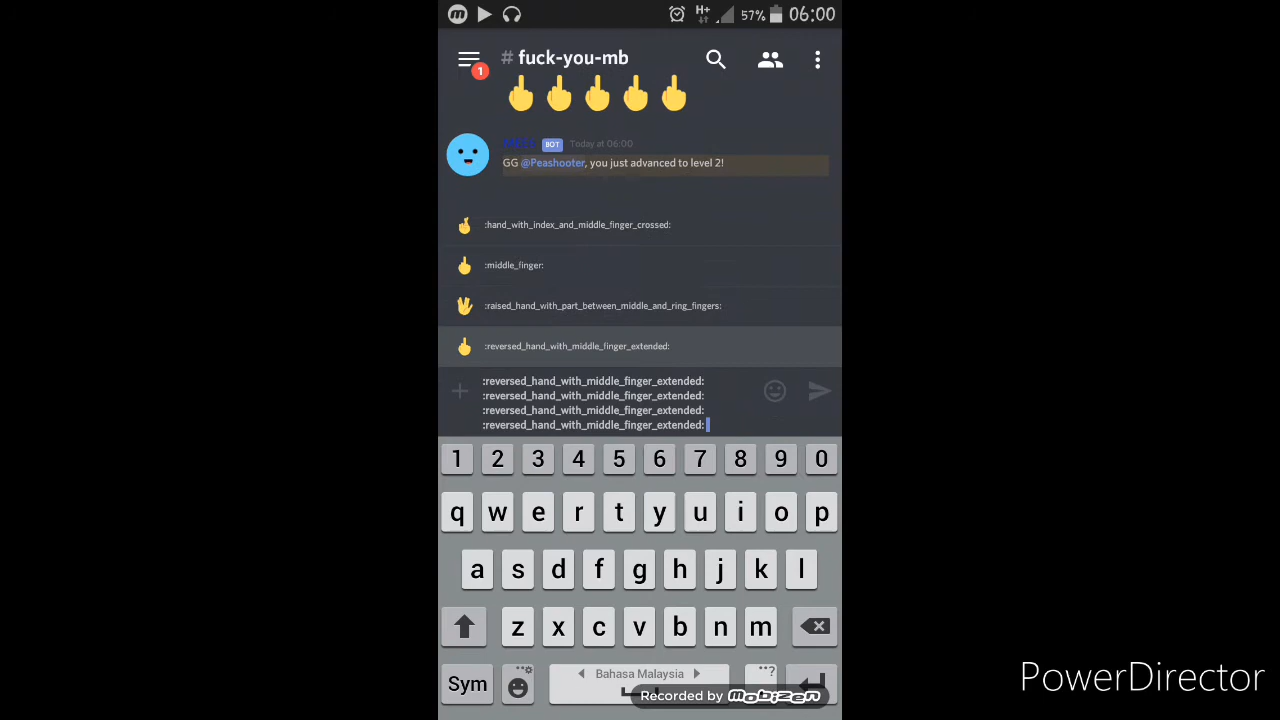 57% 06:00
# fuck-you-mb
1
BOT Today at 06:00
GG @Peashooter, you just advanced to level 2!
:hand_with_index_and_middle_finger_crossed:
:middle_finger:
:raised_hand_with_part_between_middle_and_ring_fingers:
:reversed_hand_with_middle_finger_extended:
:reversed_hand_with_middle_finger_extended:
:reversed_hand_with_middle_finger_extended:
:reversed_hand_with_middle_finger_extended:
:reversed_hand_with_middle_finger_extended:
1 2 3 4 5 6 7 8 9 0
q w e r t y u i o p
a s d f g h j k l
z x c v b n m
Sym Bahasa Malaysia
Recorded by mobizen
PowerDirector